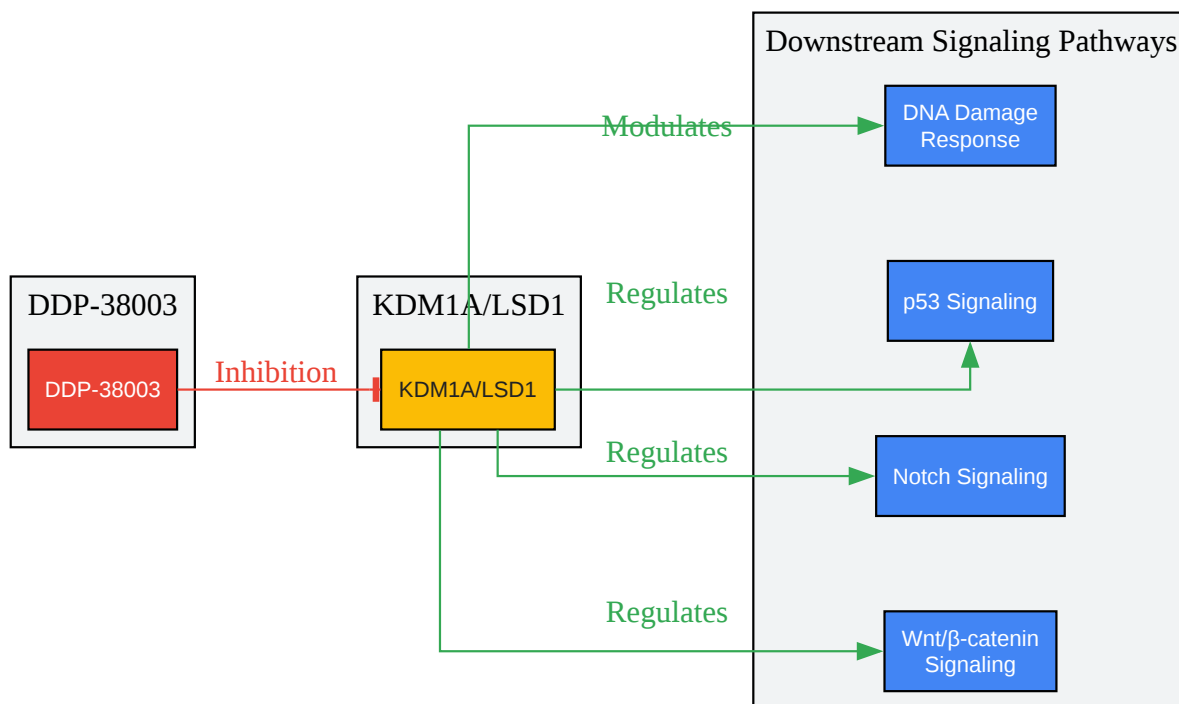 Downstream Signaling Pathways
Modulates
DNA Damage
Response
DDP-38003
KDM1A/LSD1
Regulates
p53 Signaling
DDP-38003
Inhibition
KDM1A/LSD1
Regulates
Notch Signaling
Regulates
Wnt/β-catenin
Signaling